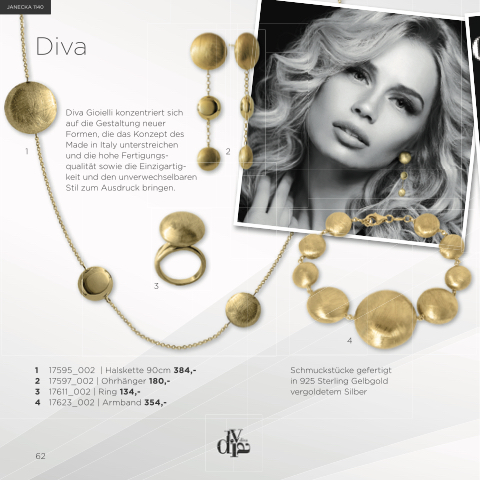 JANECKA 1140
Diva
Diva Gioielli konzentriert sich
auf die Gestaltung neuer
Formen, die das Konzept des
Made in Italy unterstreichen
und die hohe Fertigungs-
qualität sowie die Einzigartig-
keit und den unverwechselbaren
Stil zum Ausdruck bringen.
1
2
3
4
1 17595_002 | Halskette 90cm 384,-
2 17597_002 | Ohrhänger 180,-
3 17611_002 | Ring 134,-
4 17623_002 | Armband 354,-
Schmuckstücke gefertigt
in 925 Sterling Gelbgold
vergoldetem Silber
62